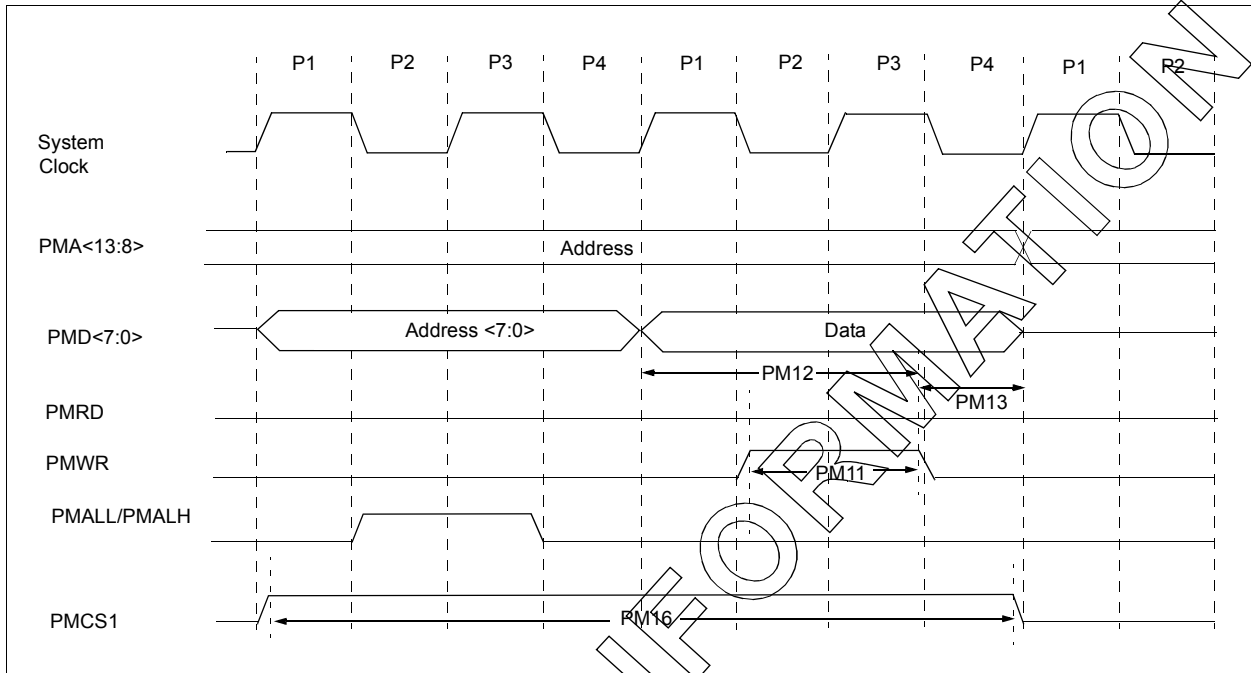 P1 P2 P3 P4 P1 P2 P3 P4 P1 P2
System
Clock
PMA<13:8>
Address
PMD<7:0>
Address <7:0>
Data
PM12
PM13
PMRD
PMWR
PM11
PMALL/PMALH
PMCS1
PM16
FORMATION